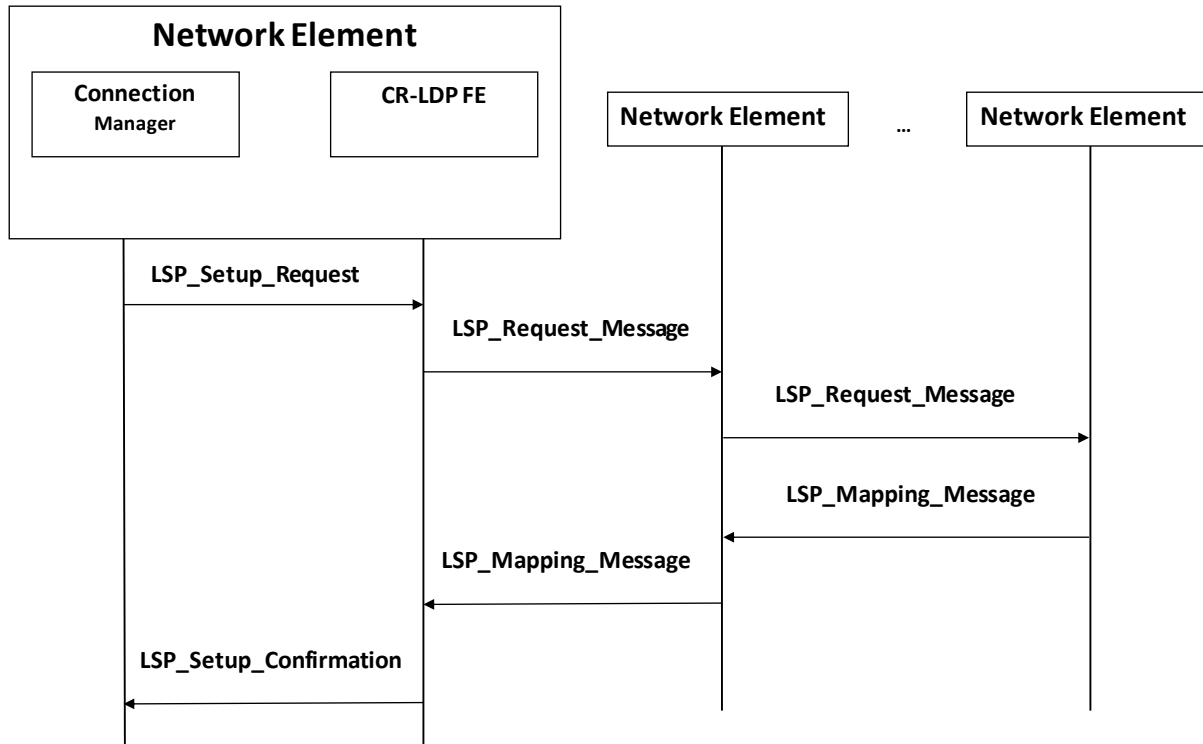 Network Element
Connection
Manager
CR-LDP FE
Network Element
...
Network Element
LSP_Setup_Request
LSP_Request_Message
LSP_Request_Message
LSP_Mapping_Message
LSP_Mapping_Message
LSP_Setup_Confirmation